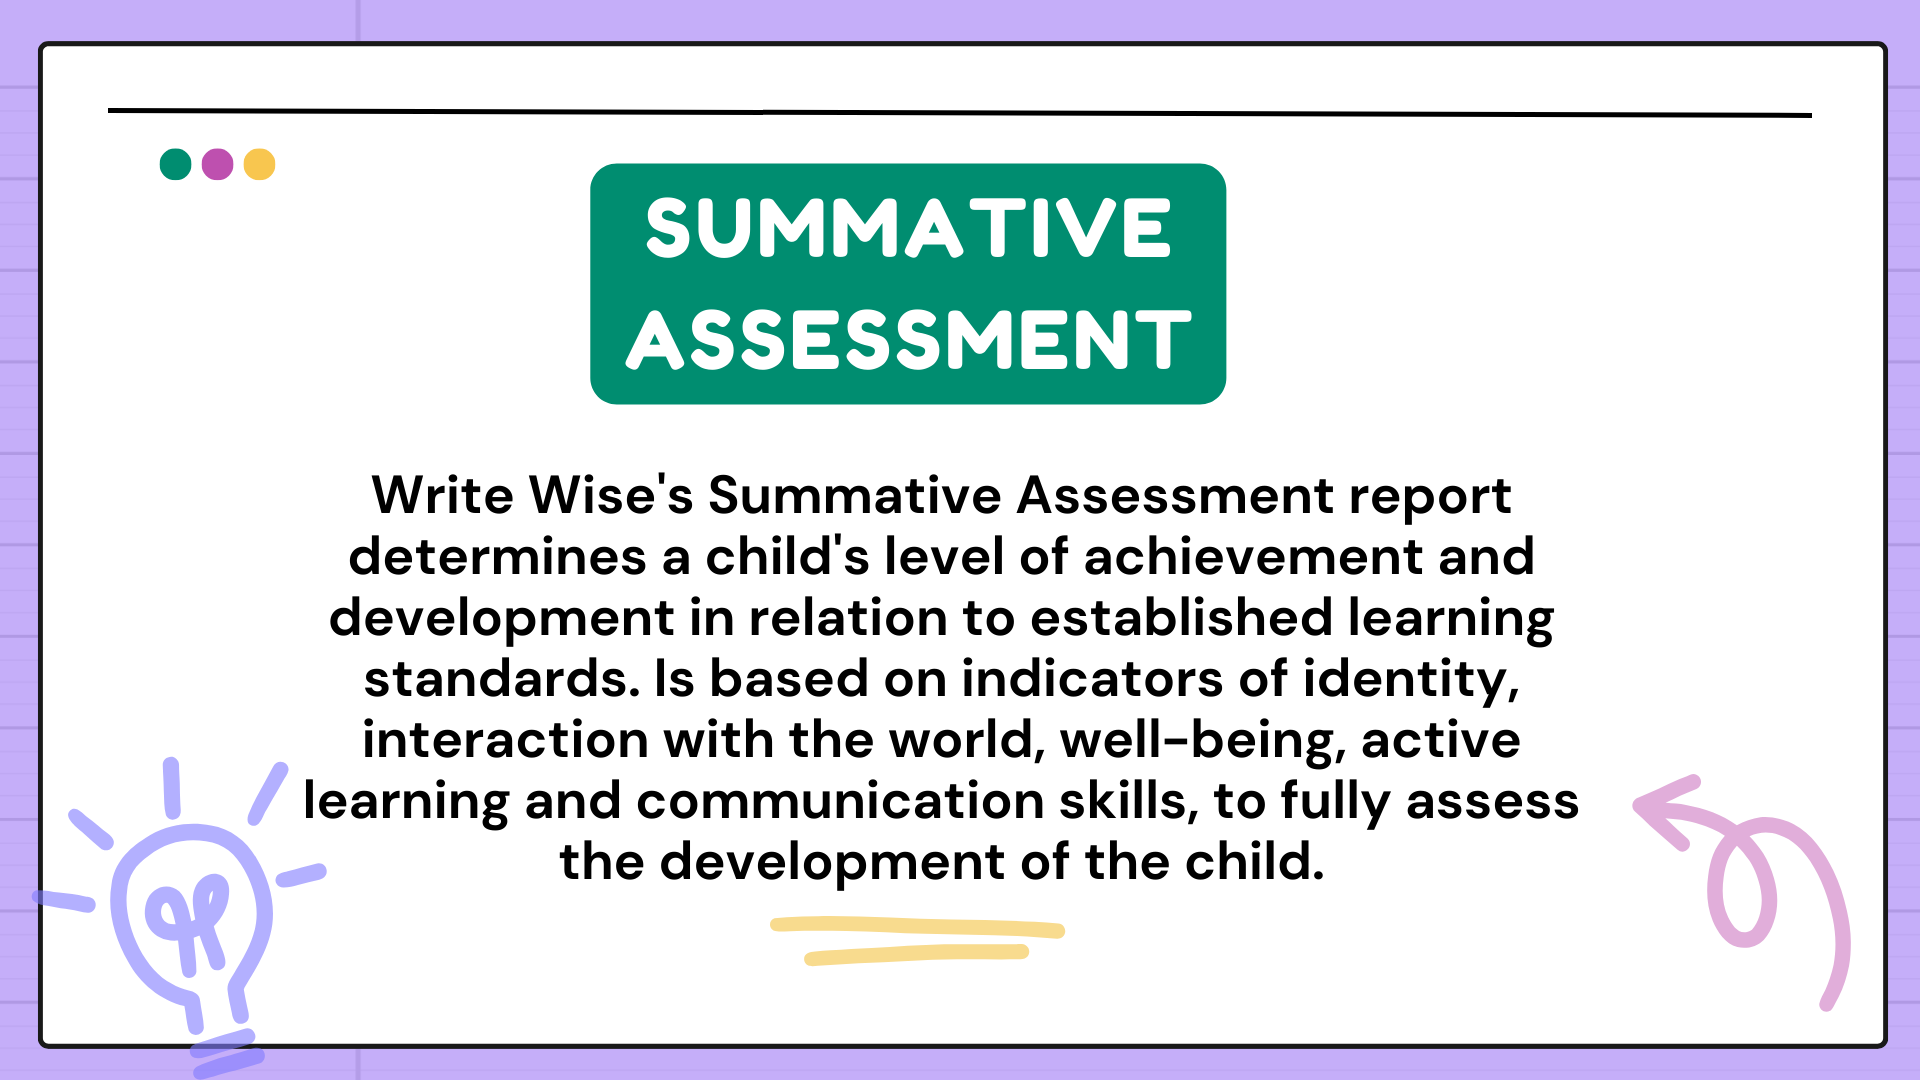 SUMMATIVE
ASSESSMENT
Write Wise's Summative Assessment report
determines a child's level of achievement and
development in relation to established learning
standards. Is based on indicators of identity,
interaction with the world, well-being, active
learning and communication skills, to fully assess
the development of the child.